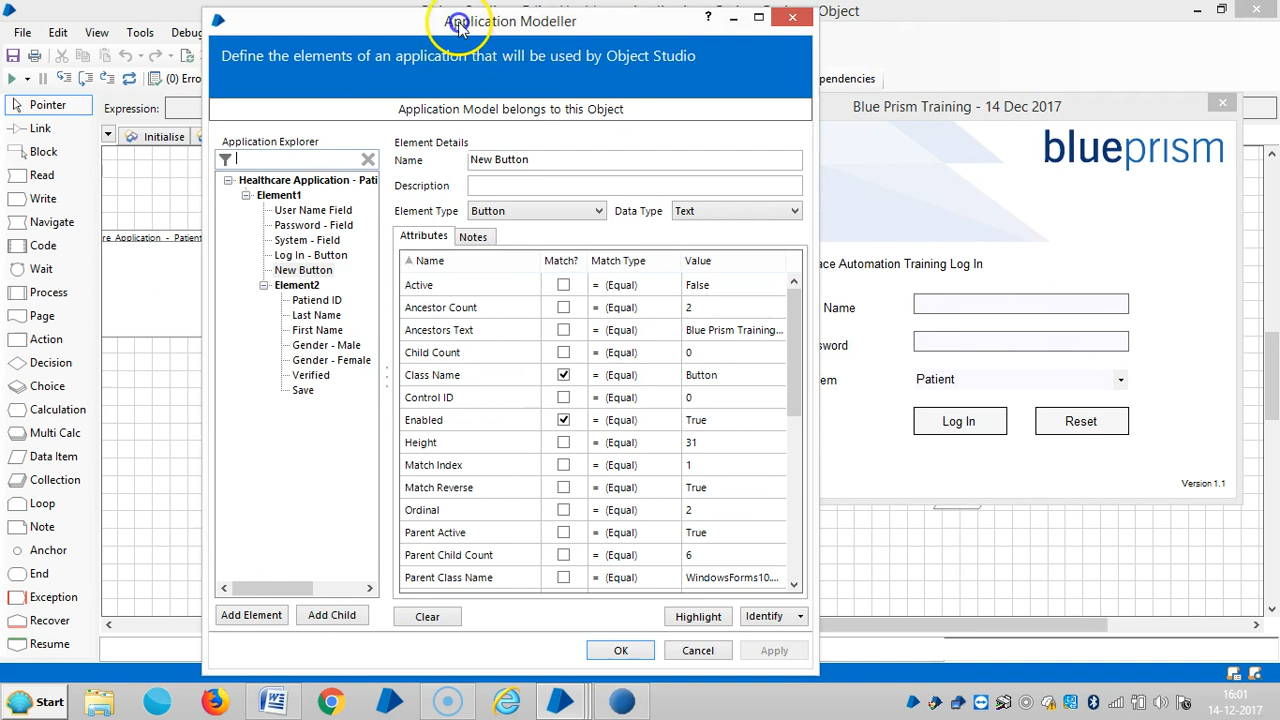 Application Modeller
Object
File Edit View Tools Debug
Define the elements of an application that will be used by Object Studio
(0) Erro
endencies
Pointer
Expression:
Application Model belongs to this Object
Blue Prism Training - 14 Dec 2017
Link
Initialise
Application Explorer
Element Details
blueprism
Block
Name New Button
Read
Healthcare Application - Pati
Description
Write
Element1
User Name Field
Element Type Button Data Type Text
Navigate
Password - Field
re Application - Patient
System - Field
Attributes Notes
Code
Log In - Button
Name Match? Match Type Value
ace Automation Training Log In
Wait
New Button
Element2
Active = (Equal) False
Process
Patiend ID
Ancestor Count = (Equal) 2
Name
Page
Last Name
First Name
Ancestors Text = (Equal) Blue Prism Training...
Action
Gender - Male
Child Count = (Equal) 0
sword
Decision
Gender - Female
Class Name = (Equal) Button
em Patient
Choice
Verified
Save
Control ID = (Equal) 0
Calculation
Enabled = (Equal) True
Log In Reset
Multi Calc
Height = (Equal) 31
Data Item
Match Index = (Equal) 1
Collection
Match Reverse = (Equal) True
Version 1.1
Loop
Ordinal = (Equal) 2
Note
Parent Active = (Equal) True
Anchor
Parent Child Count = (Equal) 6
End
Parent Class Name = (Equal) WindowsForms10....
Exception
Add Element Add Child Clear Highlight Identify
Recover
Resume
OK Cancel Apply
Start
16:01
14-12-2017